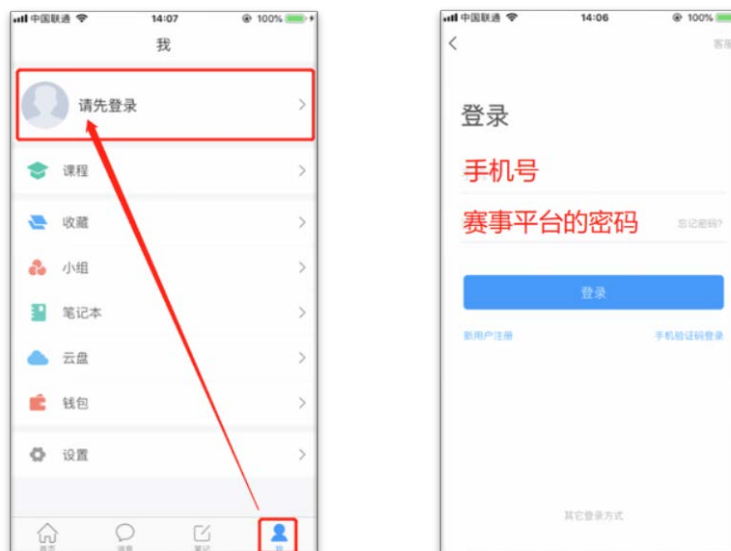 中国联通
14:07
100%
我
请先登录
课程
收藏
小组
笔记本
云盘
钱包
设置
首页
消息
笔记
我
中国联通
14:06
100%
客服
登录
手机号
赛事平台的密码
忘记密码?
登录
新用户注册
手机验证码登录
其它登录方式